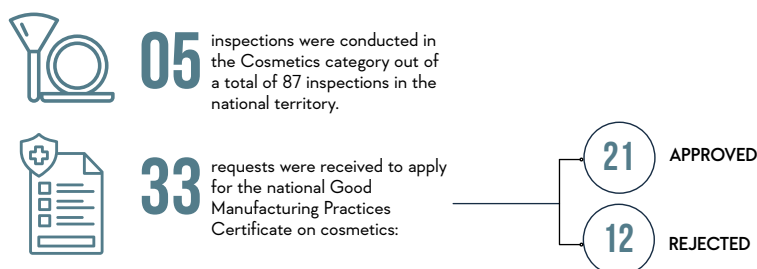 05
inspections were conducted in
the Cosmetics category out of
a total of 87 inspections in the
national territory.
33
requests were received to apply
for the national Good
Manufacturing Practices
Certificate on cosmetics:
21
APPROVED
12
REJECTED